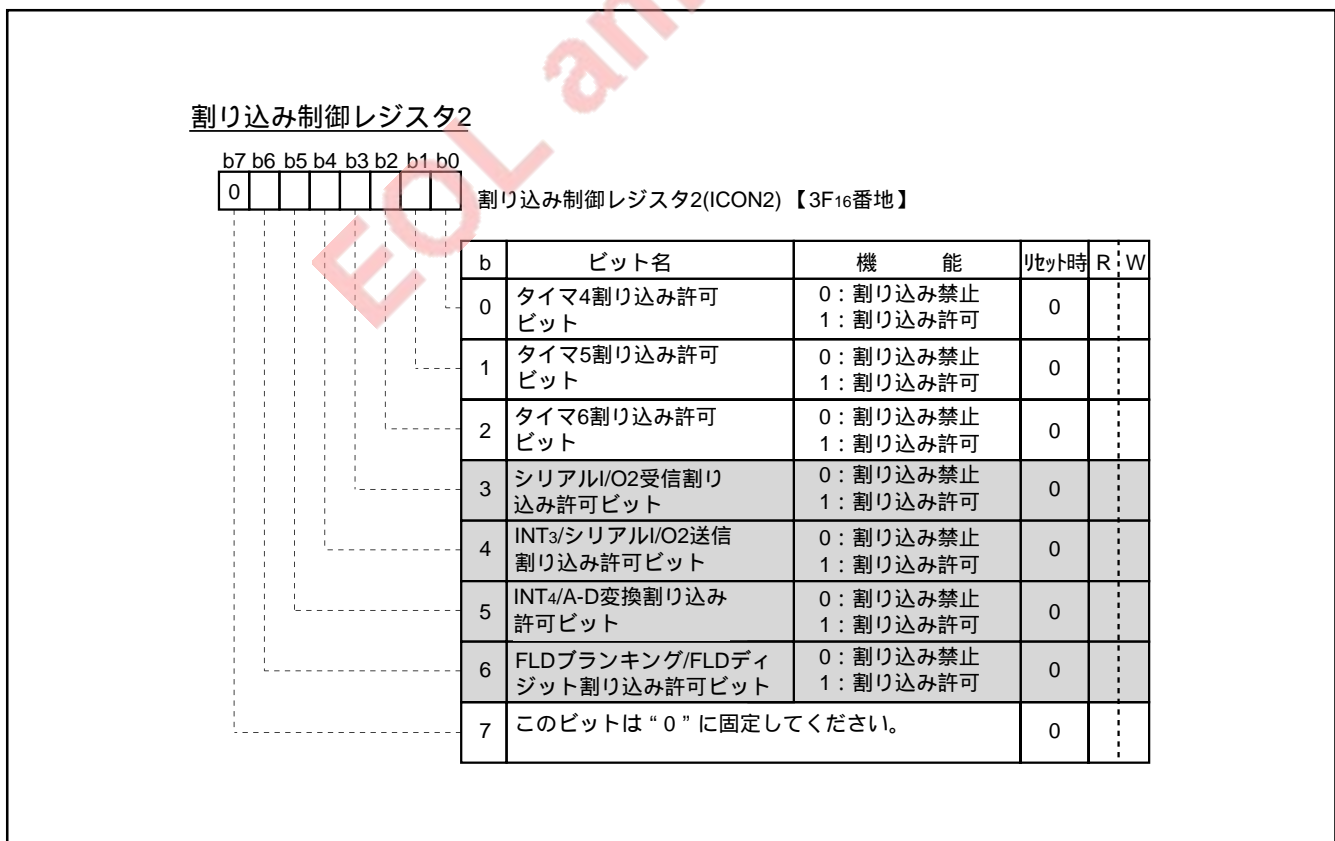 EOL an
割り込み制御レジスタ2
b7 b6 b5 b4 b3 b2 b1 b0
0
割り込み制御レジスタ2(ICON2)【3F16番地】
b ビット名 機 能 リセット時 R W
0 タイマ4割り込み許可 0:割り込み禁止 0
ビット 1:割り込み許可
1 タイマ5割り込み許可 0:割り込み禁止 0
ビット 1:割り込み許可
2 タイマ6割り込み許可 0:割り込み禁止 0
ビット 1:割り込み許可
3 シリアルI/O2受信割り 0:割り込み禁止 0
込み許可ビット 1:割り込み許可
4 INT3/シリアルI/O2送信 0:割り込み禁止 0
割り込み許可ビット 1:割り込み許可
5 INT4/A-D変換割り込み 0:割り込み禁止 0
許可ビット 1:割り込み許可
6 FLDブランキング/FLDディ 0:割り込み禁止 0
ジット割り込み許可ビット 1:割り込み許可
7 このビットは“0”に固定してください。 0